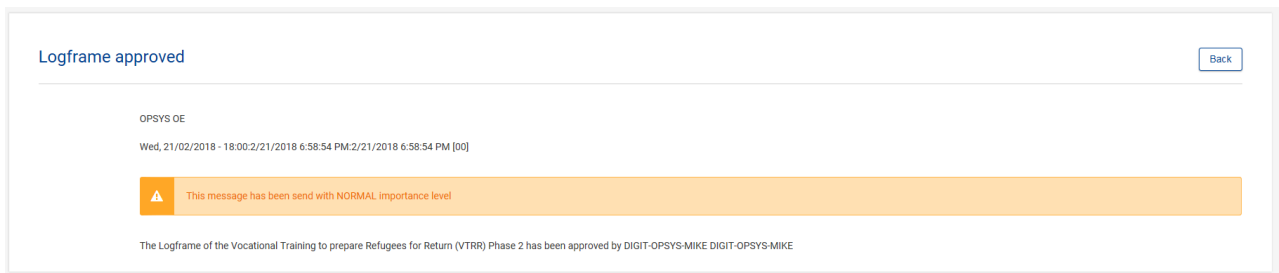 Logframe approved
Back
OPSYS OE
Wed, 21/02/2018 - 18:00:2/21/2018 6:58:54 PM:2/21/2018 6:58:54 PM [00]
This message has been send with NORMAL importance level
The Logframe of the Vocational Training to prepare Refugees for Return (VTRR) Phase 2 has been approved by DIGIT-OPSYS-MIKE DIGIT-OPSYS-MIKE